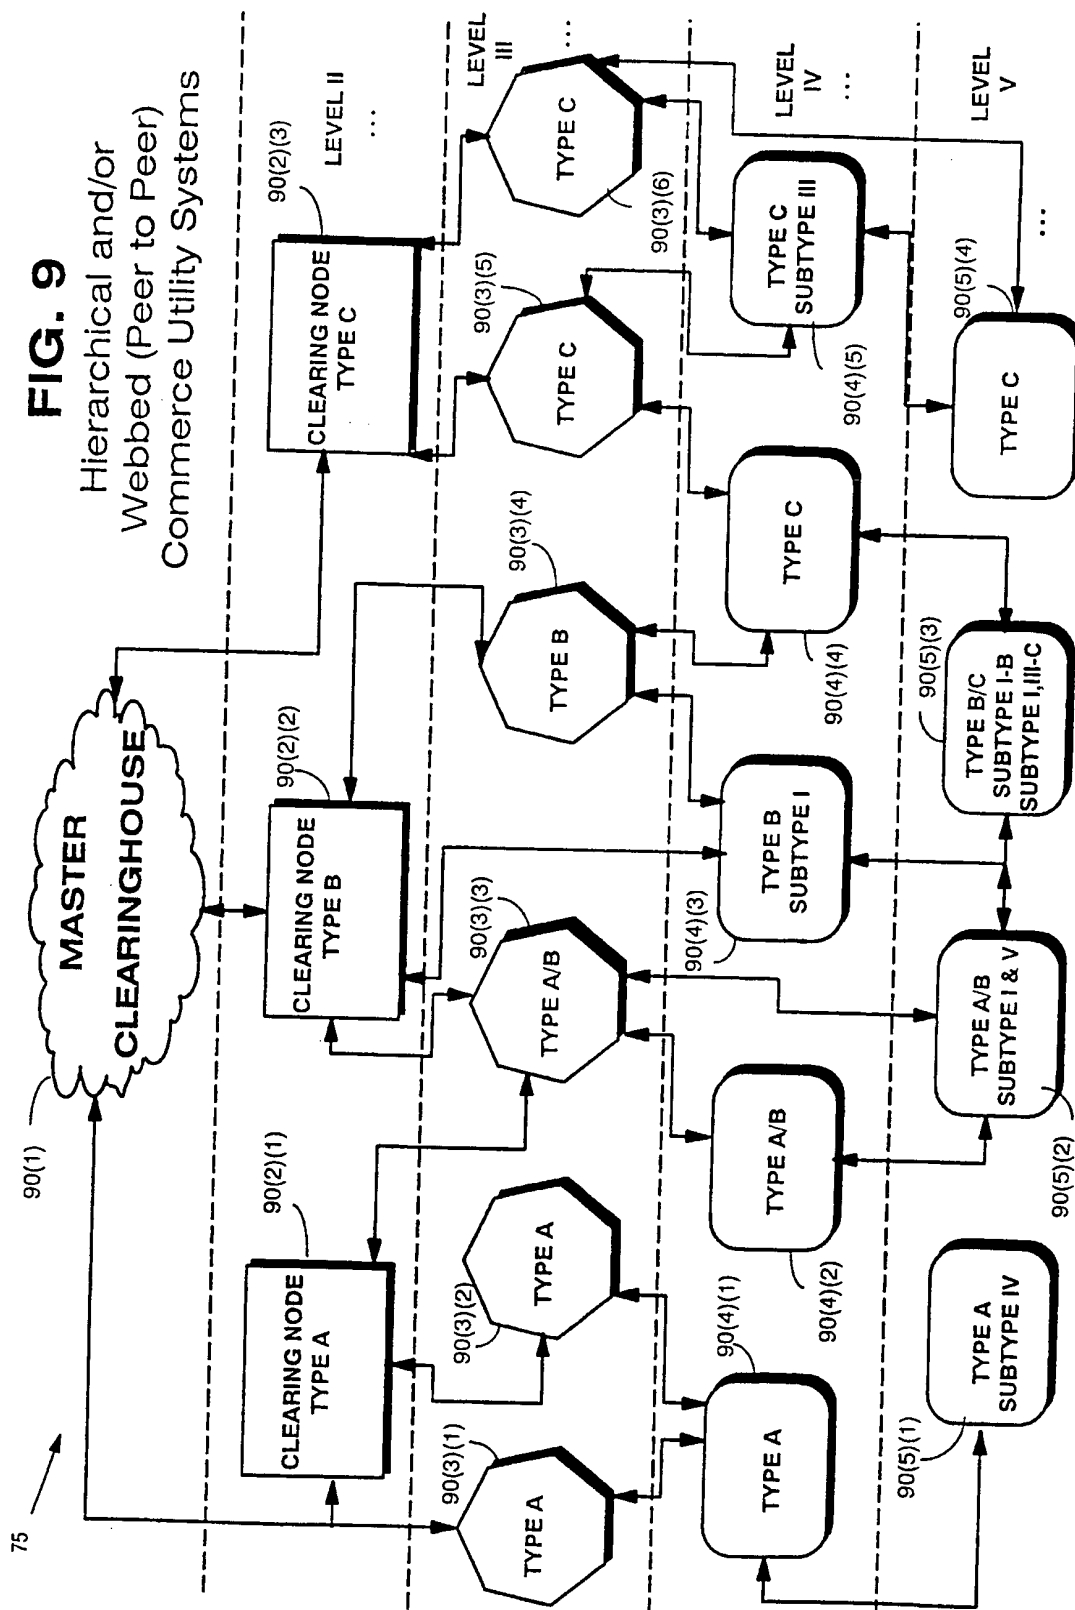 FIG. 9
Hierarchical and/or
Webbed (Peer to Peer)
Commerce Utility Systems
75
90(1)
MASTER
CLEARINGHOUSE
LEVEL II
...
90(2)(1)
CLEARING NODE
TYPE A
90(2)(2)
CLEARING NODE
TYPE B
90(2)(3)
CLEARING NODE
TYPE C
LEVEL
III
...
90(3)(1)
TYPE A
90(3)(2)
TYPE A
90(3)(3)
TYPE A/B
90(3)(4)
TYPE B
90(3)(5)
TYPE C
90(3)(6)
TYPE C
LEVEL
IV
...
90(4)(1)
TYPE A
90(4)(2)
TYPE A/B
90(4)(3)
TYPE B
SUBTYPE I
90(4)(4)
TYPE C
90(4)(5)
TYPE C
SUBTYPE III
LEVEL
V
...
90(5)(1)
TYPE A
SUBTYPE IV
90(5)(2)
TYPE A/B
SUBTYPE I & V
90(5)(3)
TYPE B/C
SUBTYPE I-B
SUBTYPE I,III-C
90(5)(4)
TYPE C